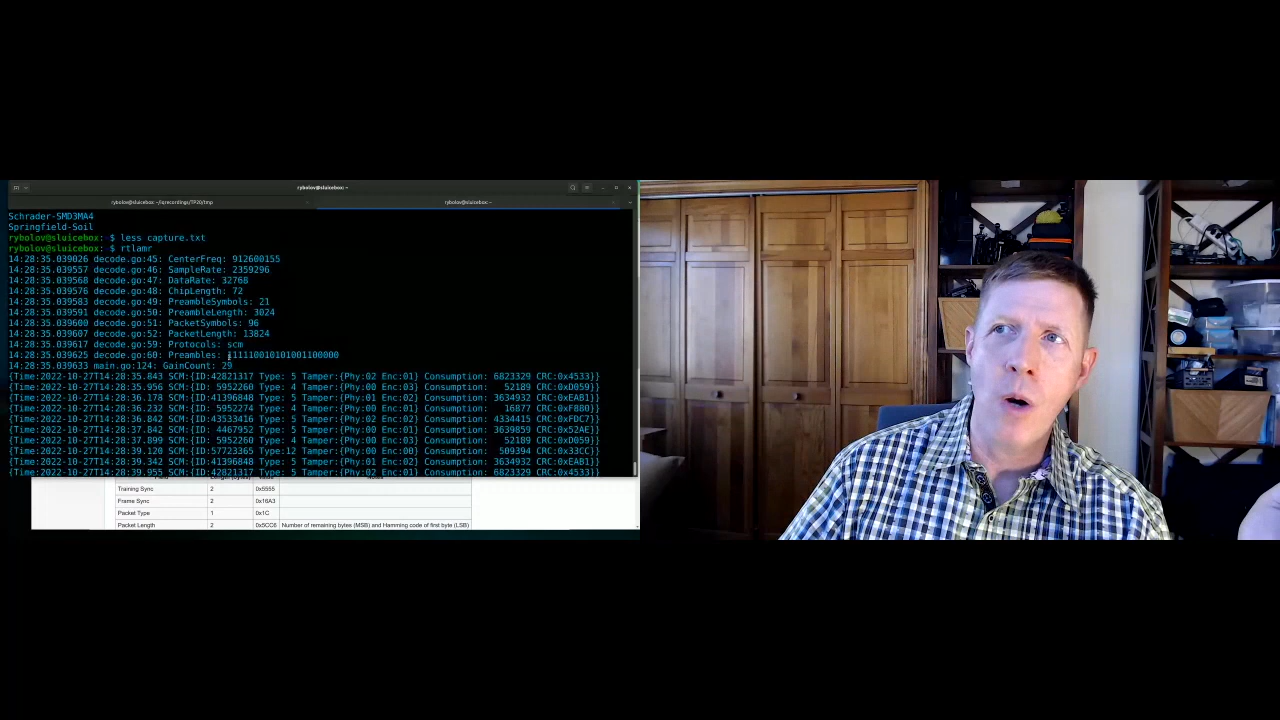 rybolov@sluicebox: ~
rybolov@sluicebox: ~/iqrecordings/TP20/tmp
rybolov@sluicebox: ~
Schrader-SMD3MA4
Springfield-Soil
rybolov@sluicebox: $ less capture.txt
rybolov@sluicebox: $ rtlamr
14:28:35.039026 decode.go:45: CenterFreq: 912600155
14:28:35.039557 decode.go:46: SampleRate: 2359296
14:28:35.039568 decode.go:47: DataRate: 32768
14:28:35.039576 decode.go:48: ChipLength: 72
14:28:35.039583 decode.go:49: PreambleSymbols: 21
14:28:35.039591 decode.go:50: PreambleLength: 3024
14:28:35.039600 decode.go:51: PacketSymbols: 96
14:28:35.039607 decode.go:52: PacketLength: 13824
14:28:35.039617 decode.go:59: Protocols: scm
14:28:35.039625 decode.go:60: Preambles: 111110010101001100000
14:28:35.039633 main.go:124: GainCount: 29
{Time:2022-10-27T14:28:35.843 SCM:{ID:42821317 Type: 5 Tamper:{Phy:02 Enc:01} Consumption: 6823329 CRC:0x4533}}
{Time:2022-10-27T14:28:35.956 SCM:{ID: 5952260 Type: 4 Tamper:{Phy:00 Enc:03} Consumption: 52189 CRC:0xD059}}
{Time:2022-10-27T14:28:36.178 SCM:{ID:41396848 Type: 5 Tamper:{Phy:01 Enc:02} Consumption: 3634932 CRC:0xEAB1}}
{Time:2022-10-27T14:28:36.232 SCM:{ID: 5952274 Type: 4 Tamper:{Phy:00 Enc:01} Consumption: 16877 CRC:0xF880}}
{Time:2022-10-27T14:28:36.842 SCM:{ID:43533416 Type: 5 Tamper:{Phy:02 Enc:02} Consumption: 4334415 CRC:0xFDC7}}
{Time:2022-10-27T14:28:37.842 SCM:{ID: 4467952 Type: 5 Tamper:{Phy:00 Enc:01} Consumption: 3639859 CRC:0x52AE}}
{Time:2022-10-27T14:28:37.899 SCM:{ID: 5952260 Type: 4 Tamper:{Phy:00 Enc:03} Consumption: 52189 CRC:0xD059}}
{Time:2022-10-27T14:28:39.120 SCM:{ID:57723365 Type:12 Tamper:{Phy:00 Enc:00} Consumption: 509394 CRC:0x33CC}}
{Time:2022-10-27T14:28:39.342 SCM:{ID:41396848 Type: 5 Tamper:{Phy:01 Enc:02} Consumption: 3634932 CRC:0xEAB1}}
{Time:2022-10-27T14:28:39.955 SCM:{ID:42821317 Type: 5 Tamper:{Phy:02 Enc:01} Consumption: 6823329 CRC:0x4533}}
Training Sync 2 0x5555
Frame Sync 2 0x16A3
Packet Type 1 0x1C
Packet Length 2 0x5CC6 Number of remaining bytes (MSB) and Hamming code of first byte (LSB)